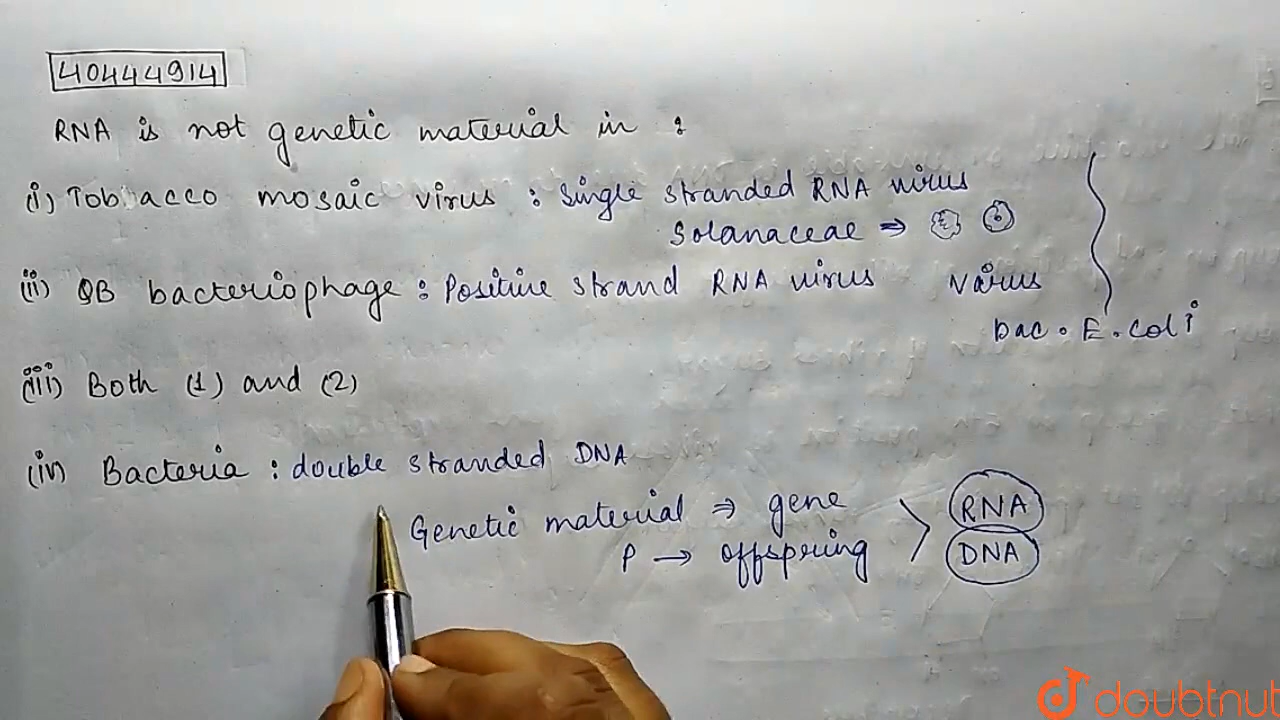 40444914
RNA is not genetic material in :
(i) Tobacco mosaic virus : Single stranded RNA virus
Solanaceae ⇒
(ii) QB bacteriophage : Positive strand RNA virus Varus
bac. E. coli
(iii) Both (1) and (2)
(iv) Bacteria : double stranded DNA
Genetic material ⇒ gene
P → offspring > RNA
DNA
doubtnut